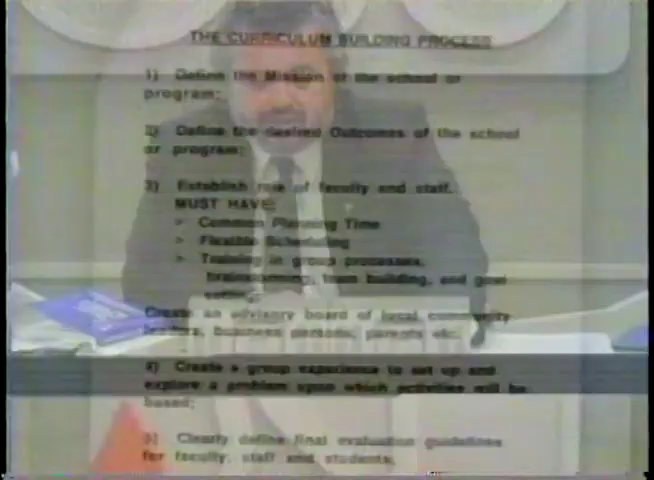 THE CURRICULUM BUILDING PROCESS
1) Define the Mission of the school or
program;
2) Define the desired Outcomes of the school
or program;
3) Establish role of faculty and staff.
MUST HAVE:
> Common Planning Time
> Flexible Scheduling
> Training in group processes,
brainstorming, team building, and goal
setting.
Create an advisory board of local community
leaders, business persons, parents etc.
4) Create a group experience to set up and
explore a problem upon which activities will be
based;
5) Clearly define final evaluation guidelines
for faculty, staff and students.